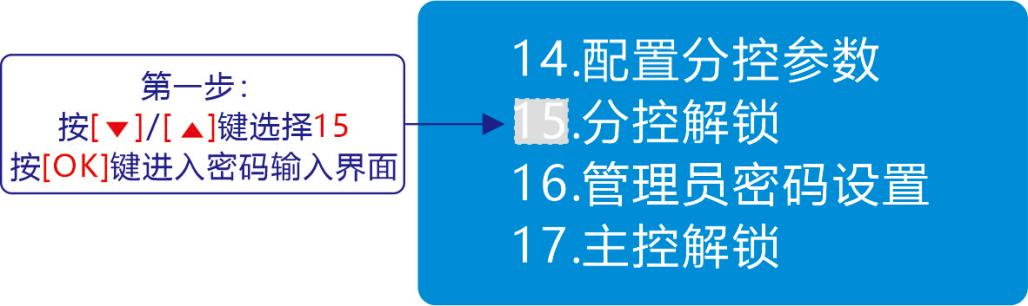 第一步：
按[▼]/[▲]键选择15
按[OK]键进入密码输入界面
14.配置分控参数
15.分控解锁
16.管理员密码设置
17.主控解锁